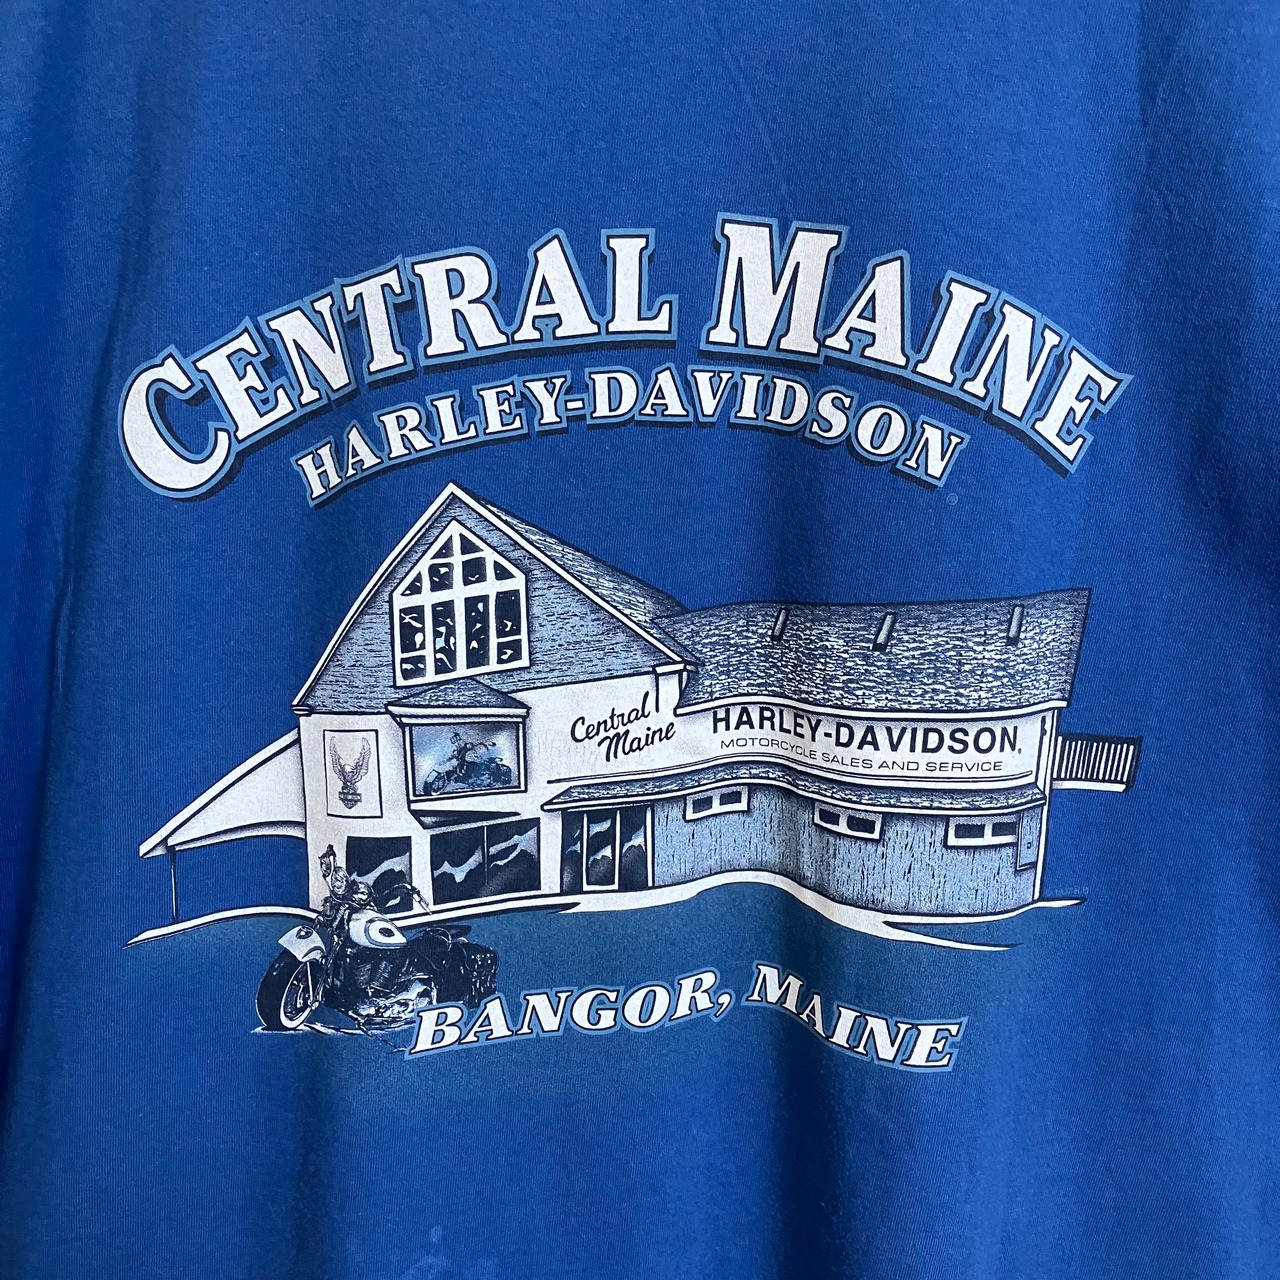 CENTRAL MAINE
HARLEY-DAVIDSON
®
Central
Maine
HARLEY-DAVIDSON.
MOTORCYCLE SALES AND SERVICE
BANGOR, MAINE